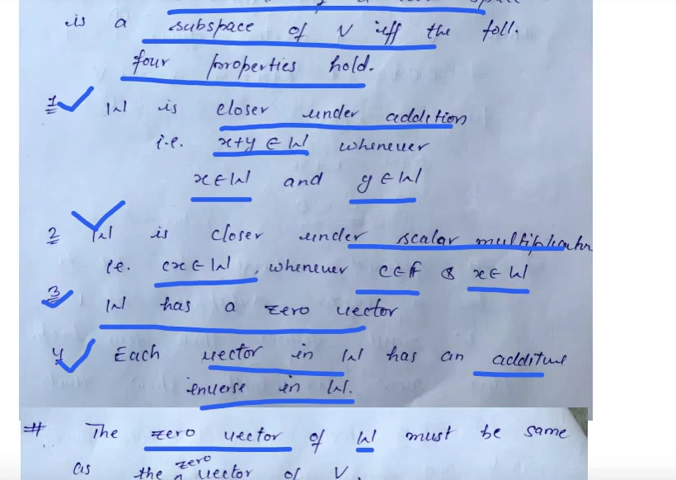 is a subspace of V iff the foll.
four properties hold.
1 W is closer under addition
i.e. x+y ∈ W whenever
x ∈ W and y ∈ W
2 W is closer under scalar multiplication
i.e. cx ∈ W, whenever c ∈ F & x ∈ W
3 W has a zero vector
4 Each vector in W has an additive
inverse in W.
# The zero vector of W must be same
as the zero vector of V.